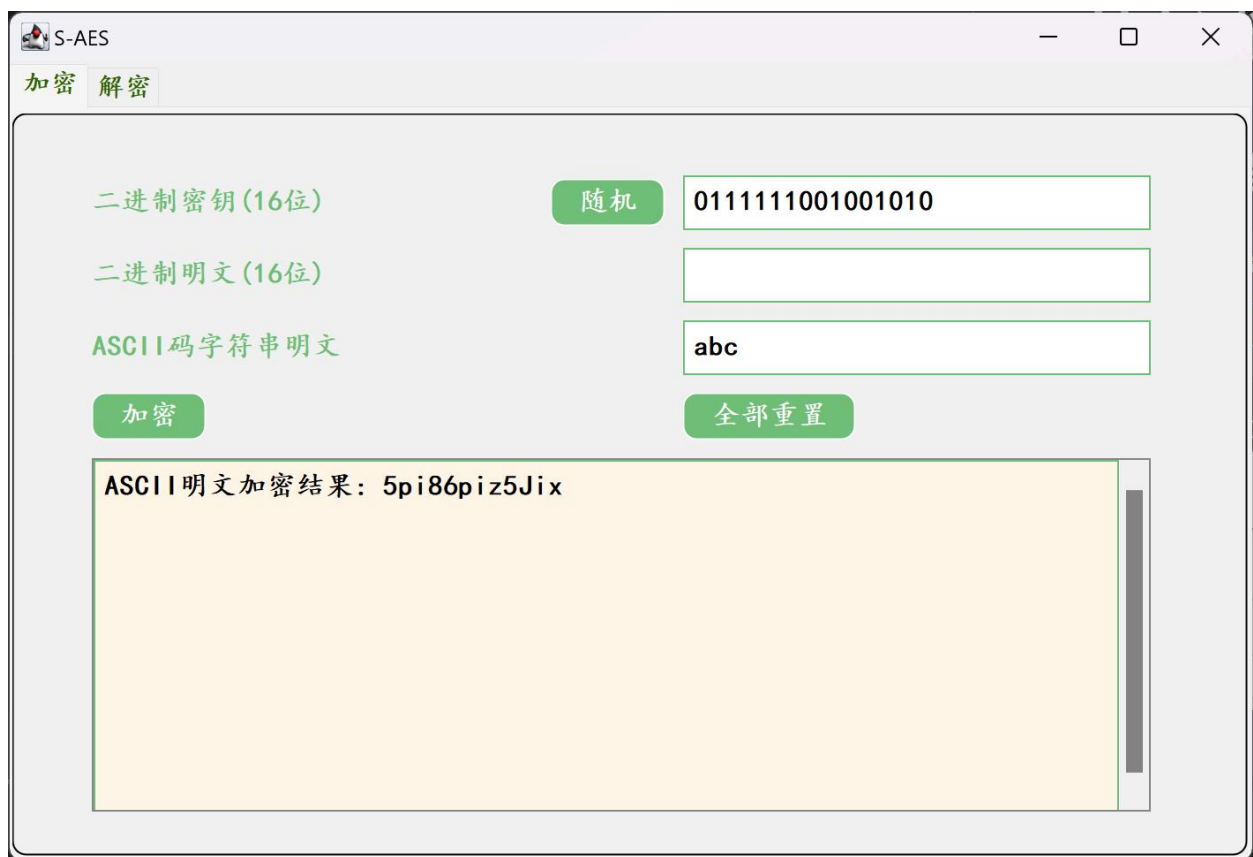 S-AES
加密 解密
二进制密钥(16位) 随机 0111111001001010
二进制明文(16位)
ASCII码字符串明文 abc
加密 全部重置
ASCII明文加密结果: 5pi86piz5Jix